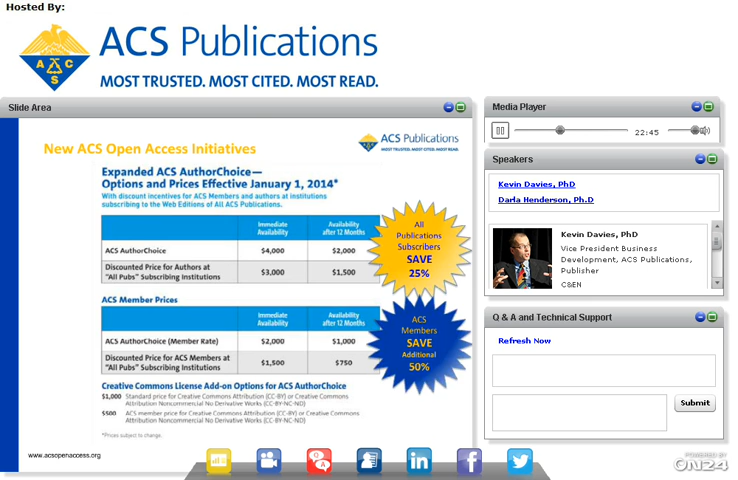 Hosted By:
ACS Publications
MOST TRUSTED. MOST CITED. MOST READ.
A C S
Slide Area
New ACS Open Access Initiatives
ACS Publications
MOST TRUSTED. MOST CITED. MOST READ.
Expanded ACS AuthorChoice—
Options and Prices Effective January 1, 2014*
With discount incentives for ACS Members and authors at institutions
subscribing to the Web Editions of All ACS Publications.
Immediate Availability
Availability after 12 Months
ACS AuthorChoice $4,000 $2,000
Discounted Price for Authors at
"All Pubs" Subscribing Institutions $3,000 $1,500
All
Publications
Subscribers
SAVE
25%
ACS Member Prices
Immediate Availability
Availability after 12 Months
ACS AuthorChoice (Member Rate) $2,000 $1,000
Discounted Price for ACS Members at
"All Pubs" Subscribing Institutions $1,500 $750
ACS
Members
SAVE
Additional
50%
Creative Commons License Add-on Options for ACS AuthorChoice
$1,000 Standard price for Creative Commons Attribution (CC-BY) or Creative Commons
Attribution Noncommercial No Derivative Works (CC-BY-NC-ND)
$500 ACS member price for Creative Commons Attribution (CC-BY) or Creative Commons
Attribution Noncommercial No Derivative Works (CC-BY-NC-ND)
*Prices subject to change.
www.acsopenaccess.org
Media Player
22:45
Speakers
Kevin Davies, PhD
Darla Henderson, Ph.D
Kevin Davies, PhD
Vice President Business
Development, ACS Publications,
Publisher
C&EN
Q & A and Technical Support
Refresh Now
Submit
Q A
in
f
POWERED BY
ON24